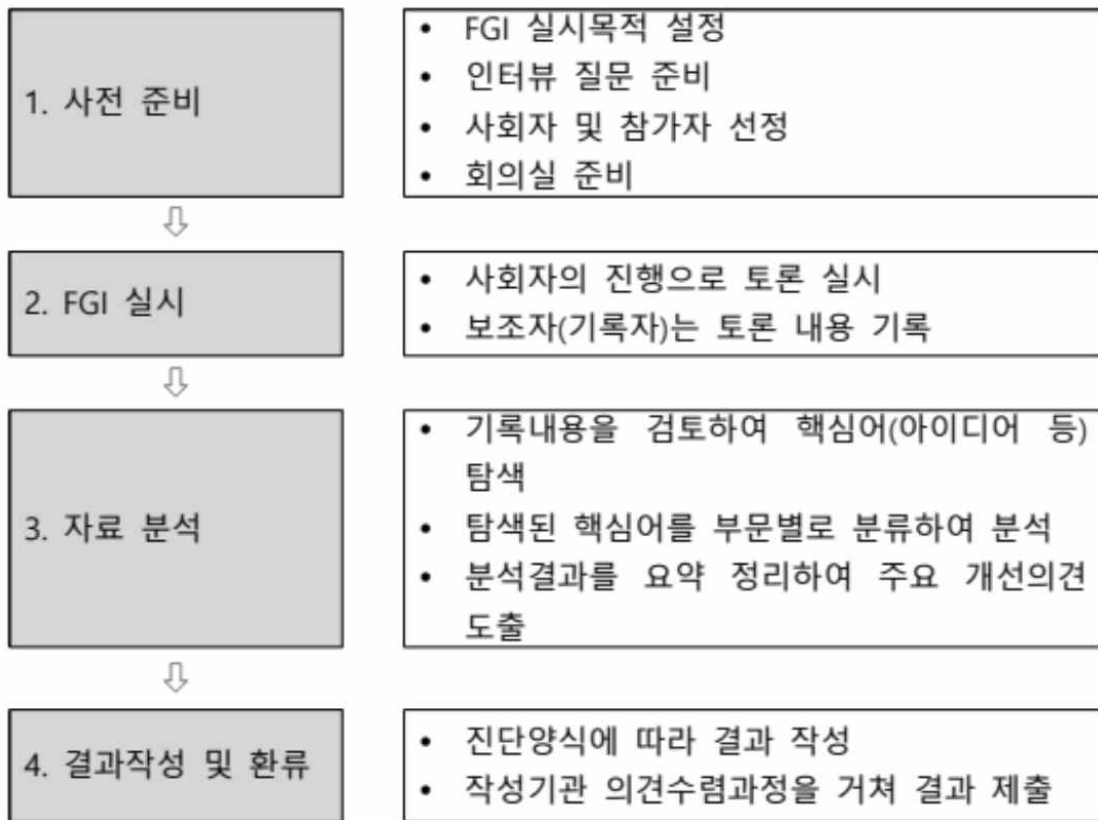 1. 사전 준비
• FGI 실시목적 설정
• 인터뷰 질문 준비
• 사회자 및 참가자 선정
• 회의실 준비
⇩
2. FGI 실시
• 사회자의 진행으로 토론 실시
• 보조자(기록자)는 토론 내용 기록
⇩
3. 자료 분석
• 기록내용을 검토하여 핵심어(아이디어 등)
탐색
• 탐색된 핵심어를 부문별로 분류하여 분석
• 분석결과를 요약 정리하여 주요 개선의견
도출
⇩
4. 결과작성 및 환류
• 진단양식에 따라 결과 작성
• 작성기관 의견수렴과정을 거쳐 결과 제출